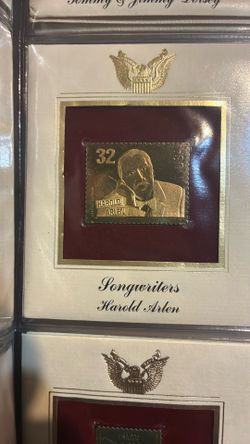 Tommy & Jimmy Dorsey
32
HAROLD
ARLEN
Songwriters
Harold Arlen